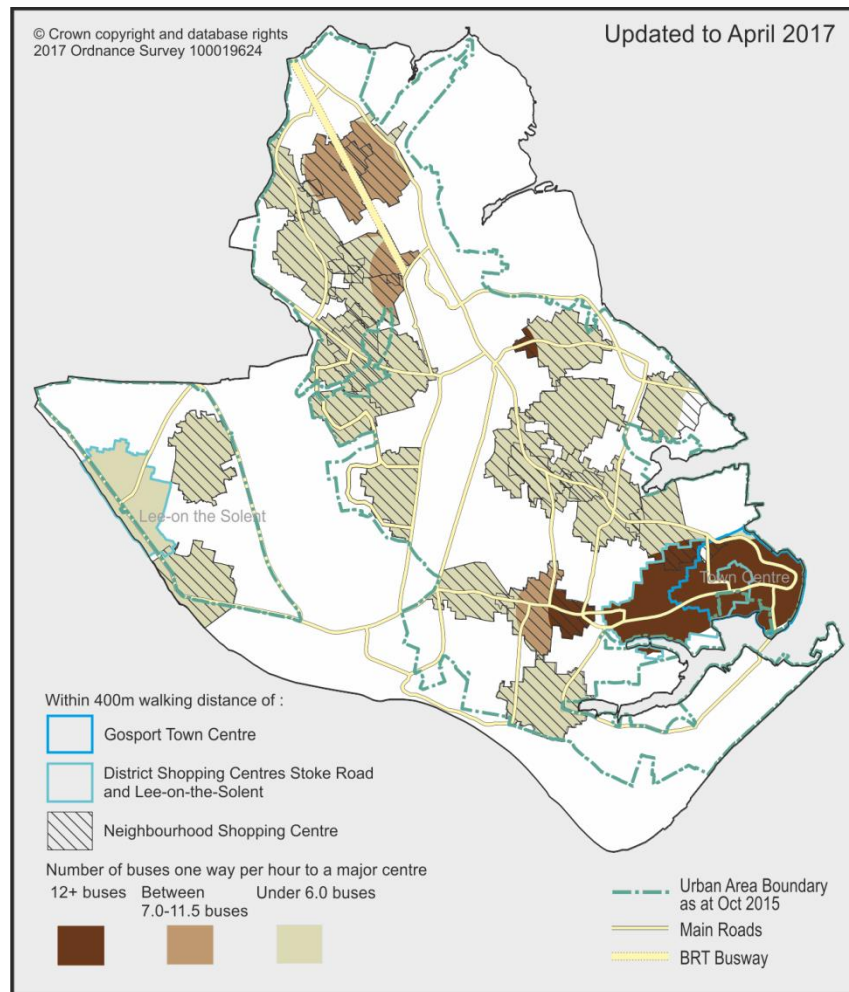 © Crown copyright and database rights
2017 Ordnance Survey 100019624
Updated to April 2017
Lee-on the Solent
Town Centre
Within 400m walking distance of :
Gosport Town Centre
District Shopping Centres Stoke Road
and Lee-on-the-Solent
Neighbourhood Shopping Centre
Number of buses one way per hour to a major centre
12+ buses
Between
7.0-11.5 buses
Under 6.0 buses
Urban Area Boundary
as at Oct 2015
Main Roads
BRT Busway